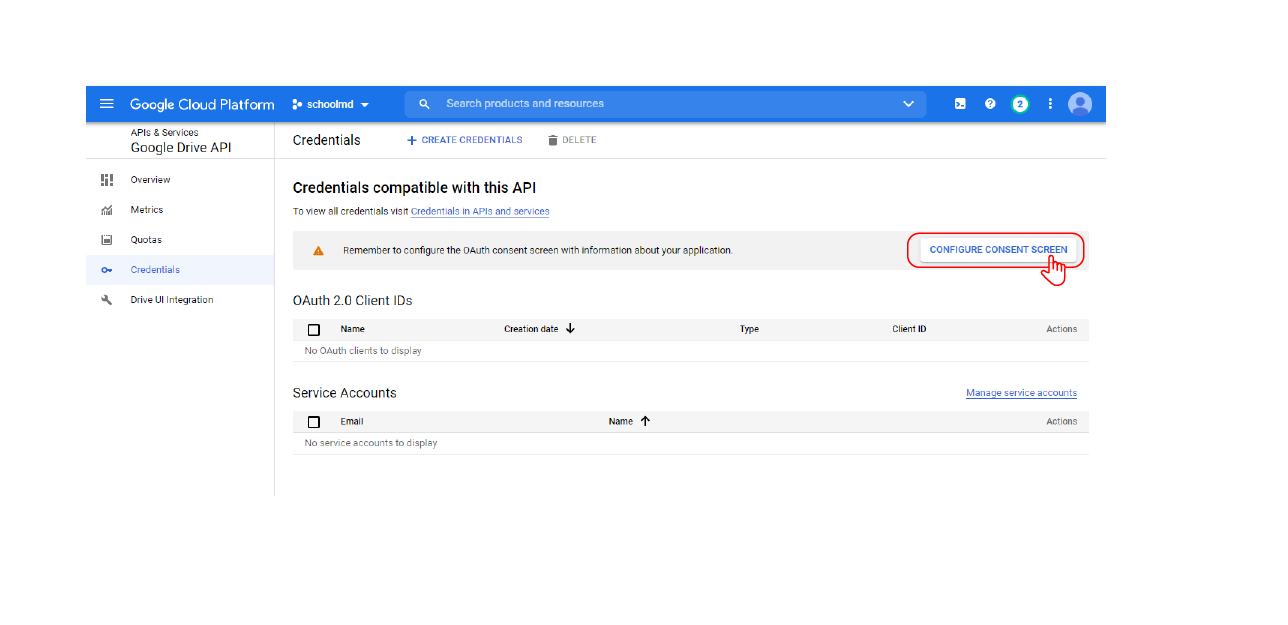 Google Cloud Platform schoolmd Search products and resources 2
APIs & Services
Google Drive API
Credentials CREATE CREDENTIALS DELETE
Overview
Metrics
Quotas
Credentials
Drive UI Integration
Credentials compatible with this API
To view all credentials visit Credentials in APIs and services
Remember to configure the OAuth consent screen with information about your application. CONFIGURE CONSENT SCREEN
OAuth 2.0 Client IDs
Name Creation date Type Client ID Actions
No OAuth clients to display
Service Accounts Manage service accounts
Email Name Actions
No service accounts to display